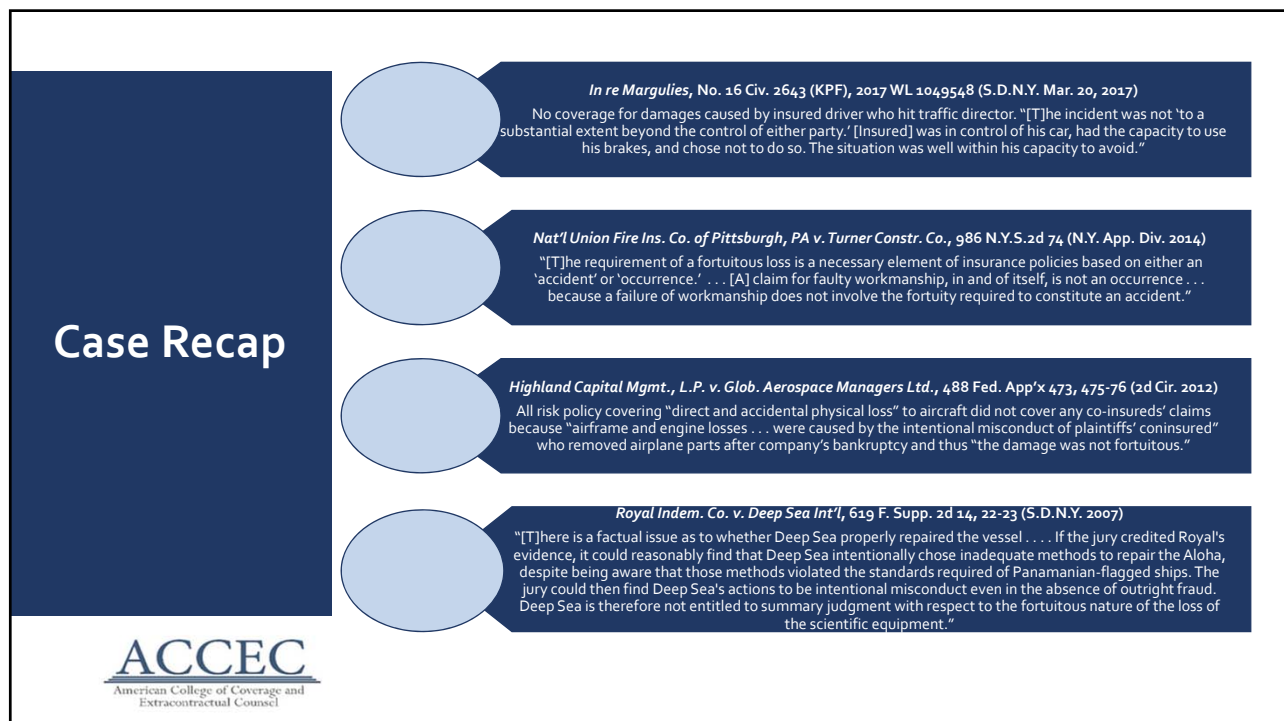 Case Recap
In re Margulies, No. 16 Civ. 2643 (KPF), 2017 WL 1049548 (S.D.N.Y. Mar. 20, 2017)
No coverage for damages caused by insured driver who hit traffic director. “[T]he incident was not ‘to a
substantial extent beyond the control of either party.’ [Insured] was in control of his car, had the capacity to use
his brakes, and chose not to do so. The situation was well within his capacity to avoid.”
Nat’l Union Fire Ins. Co. of Pittsburgh, PA v. Turner Constr. Co., 986 N.Y.S.2d 74 (N.Y. App. Div. 2014)
“[T]he requirement of a fortuitous loss is a necessary element of insurance policies based on either an
‘accident’ or ‘occurrence.’ . . . [A] claim for faulty workmanship, in and of itself, is not an occurrence . . .
because a failure of workmanship does not involve the fortuity required to constitute an accident.”
Highland Capital Mgmt., L.P. v. Glob. Aerospace Managers Ltd., 488 Fed. App’x 473, 475-76 (2d Cir. 2012)
All risk policy covering “direct and accidental physical loss” to aircraft did not cover any co-insureds’ claims
because “airframe and engine losses . . . were caused by the intentional misconduct of plaintiffs’ coinsured”
who removed airplane parts after company’s bankruptcy and thus “the damage was not fortuitous.”
Royal Indem. Co. v. Deep Sea Int’l, 619 F. Supp. 2d 14, 22-23 (S.D.N.Y. 2007)
“[T]here is a factual issue as to whether Deep Sea properly repaired the vessel . . . . If the jury credited Royal's
evidence, it could reasonably find that Deep Sea intentionally chose inadequate methods to repair the Aloha,
despite being aware that those methods violated the standards required of Panamanian-flagged ships. The
jury could then find Deep Sea's actions to be intentional misconduct even in the absence of outright fraud.
Deep Sea is therefore not entitled to summary judgment with respect to the fortuitous nature of the loss of
the scientific equipment.”
ACCEC
American College of Coverage and
Extracontractual Counsel